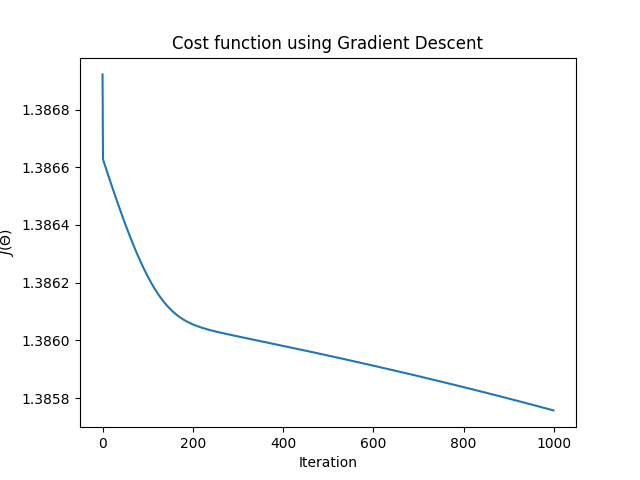 Cost function using Gradient Descent
1.3868
1.3866
1.3864
1.3862
1.3860
1.3858
J(Θ)
0 200 400 600 800 1000
Iteration